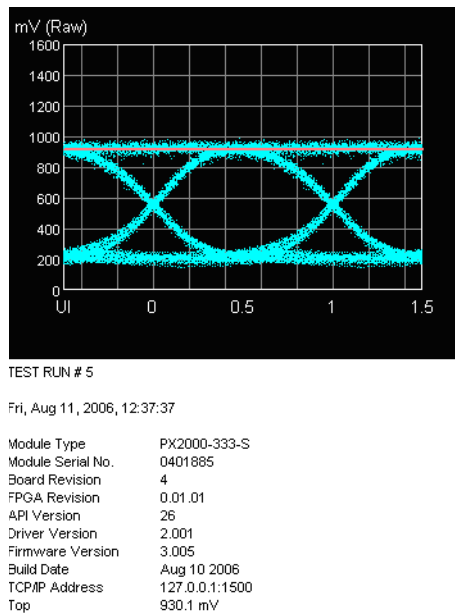 mV (Raw)
1600
1400
1200
1000
800
600
400
200
0
UI 0 0.5 1 1.5
TEST RUN # 5
Fri, Aug 11, 2006, 12:37:37
Module Type PX2000-333-S
Module Serial No. 0401885
Board Revision 4
FPGA Revision 0.01.01
API Version 26
Driver Version 2.001
Firmware Version 3.005
Build Date Aug 10 2006
TCP/IP Address 127.0.0.1:1500
Top 930.1 mV